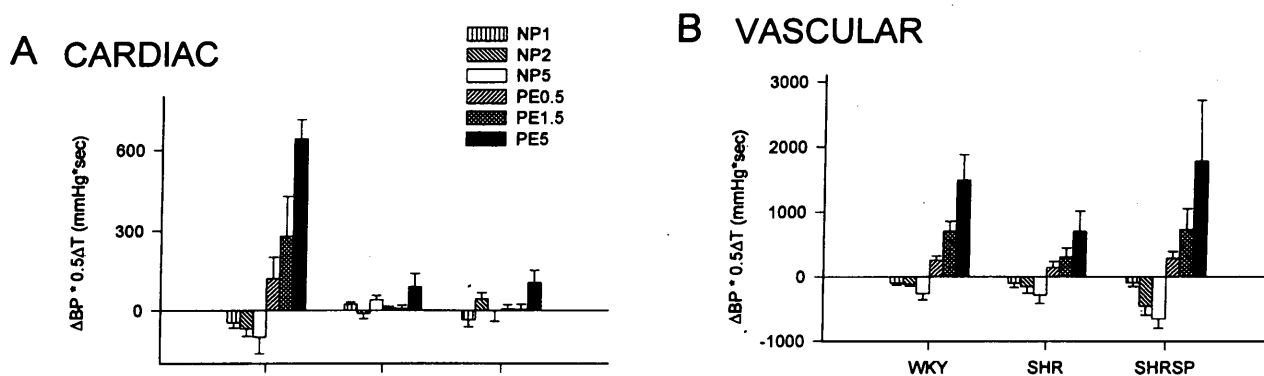 A CARDIAC
NP1
NP2
NP5
PE0.5
PE1.5
PE5
ΔBP * 0.5ΔT (mmHg*sec)
600
300
0
B VASCULAR
ΔBP * 0.5ΔT (mmHg*sec)
3000
2000
1000
0
-1000
WKY SHR SHRSP